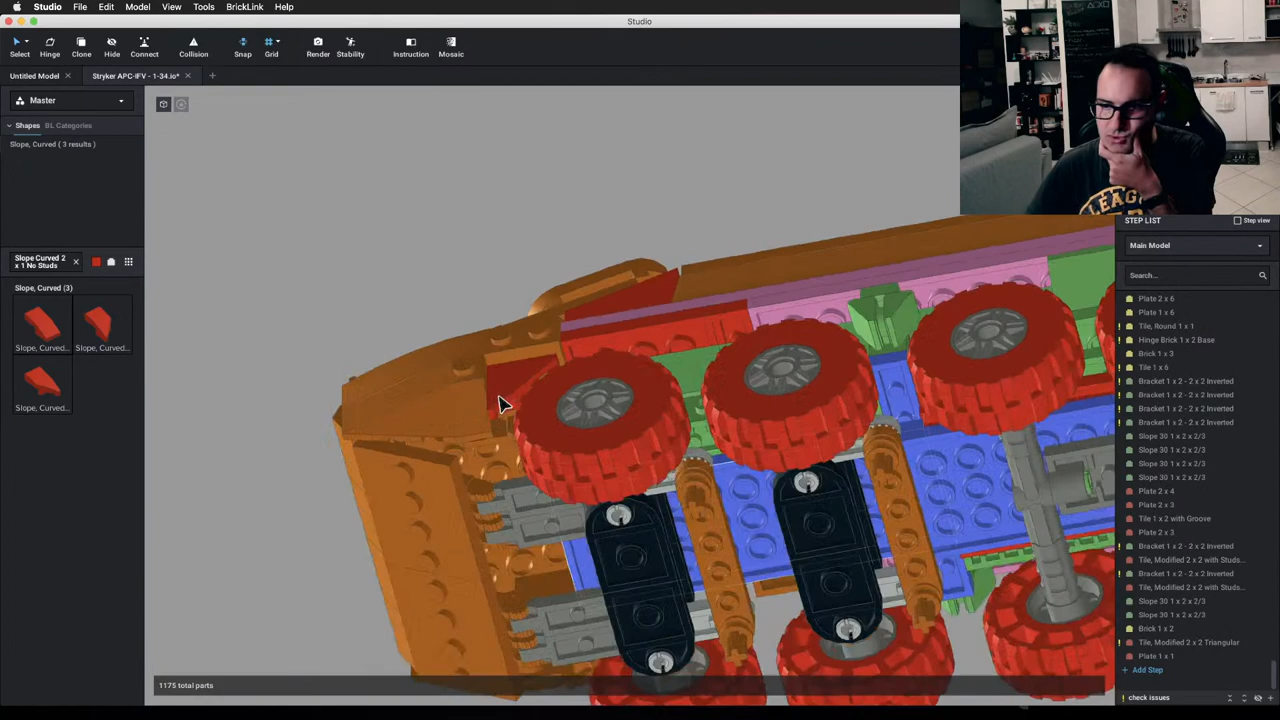 Studio File Edit Model View Tools BrickLink Help
Studio
Select Hinge Clone Hide Connect Collision Snap Grid Render Stability Instruction Mosaic
Untitled Model Stryker APC-IFV - 1-34.io*
Master
Shapes BL Categories
Slope, Curved ( 3 results )
Slope Curved 2
x 1 No Studs
Slope, Curved (3)
Slope, Curved... Slope, Curved...
Slope, Curved...
1175 total parts
LEAG
STEP LIST Step view
Main Model
Search...
Plate 2 x 6
Plate 1 x 6
Tile, Round 1 x 1
Hinge Brick 1 x 2 Base
Brick 1 x 3
Tile 1 x 6
Bracket 1 x 2 - 2 x 2 Inverted
Bracket 1 x 2 - 2 x 2 Inverted
Bracket 1 x 2 - 2 x 2 Inverted
Bracket 1 x 2 - 2 x 2 Inverted
Slope 30 1 x 2 x 2/3
Slope 30 1 x 2 x 2/3
Slope 30 1 x 2 x 2/3
Slope 30 1 x 2 x 2/3
Plate 2 x 4
Plate 2 x 3
Tile 1 x 2 with Groove
Plate 2 x 3
Bracket 1 x 2 - 2 x 2 Inverted
Tile, Modified 2 x 2 with Studs...
Bracket 1 x 2 - 2 x 2 Inverted
Tile, Modified 2 x 2 with Studs...
Slope 30 1 x 2 x 2/3
Slope 30 1 x 2 x 2/3
Brick 1 x 2
Tile, Modified 2 x 2 Triangular
Plate 1 x 1
+ Add Step
check issues